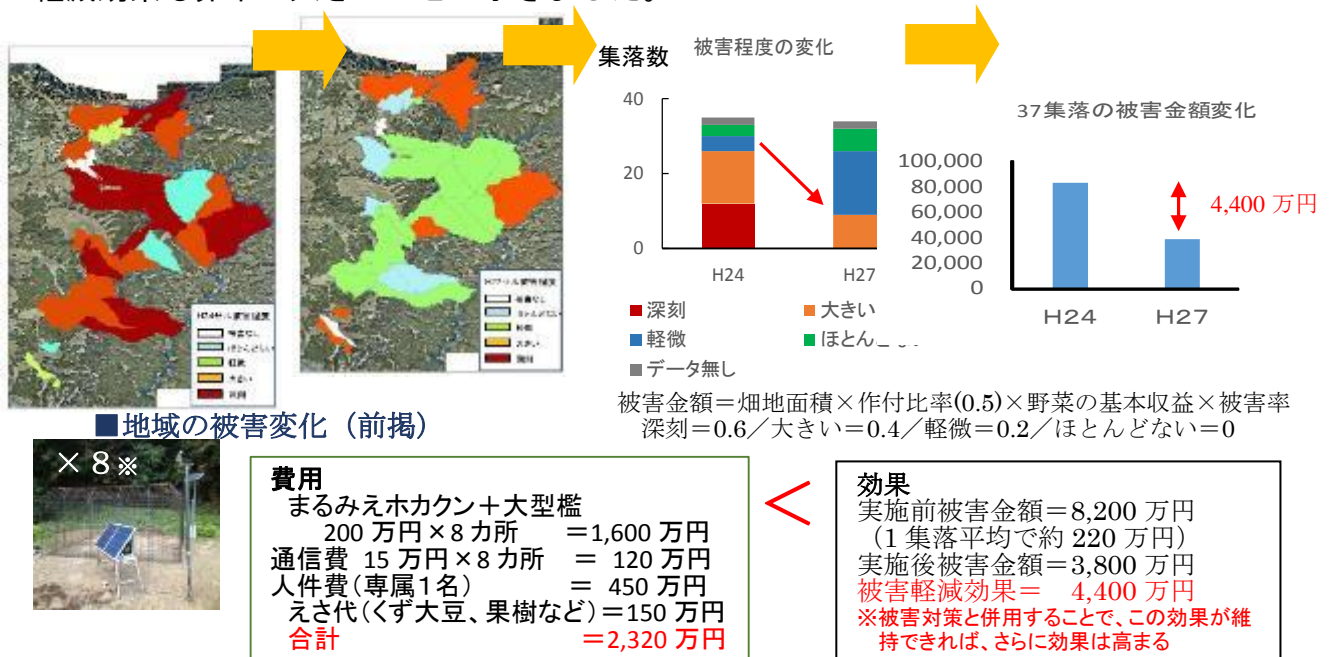 集落数
被害程度の変化
40
20
0
H24
H27
■深刻
■大きい
■軽微
■ほとんど
■データ無し
37集落の被害金額変化
100,000
80,000
60,000
40,000
20,000
0
H24
H27
4,400 万円
被害金額=畑地面積×作付比率(0.5)×野菜の基本収益×被害率
深刻=0.6/大きい=0.4/軽微=0.2/ほとんどない=0
■地域の被害変化（前掲）
×8※
費用
まるみえホカクン+大型檻
200 万円×8カ所 =1,600 万円
通信費 15 万円×8カ所 = 120 万円
人件費(専属1名) = 450 万円
えさ代(くず大豆、果樹など)=150 万円
合計 =2,320 万円
<
効果
実施前被害金額=8,200 万円
（1 集落平均で約 220 万円）
実施後被害金額=3,800 万円
被害軽減効果= 4,400 万円
※被害対策と併用することで、この効果が維
持できれば、さらに効果は高まる